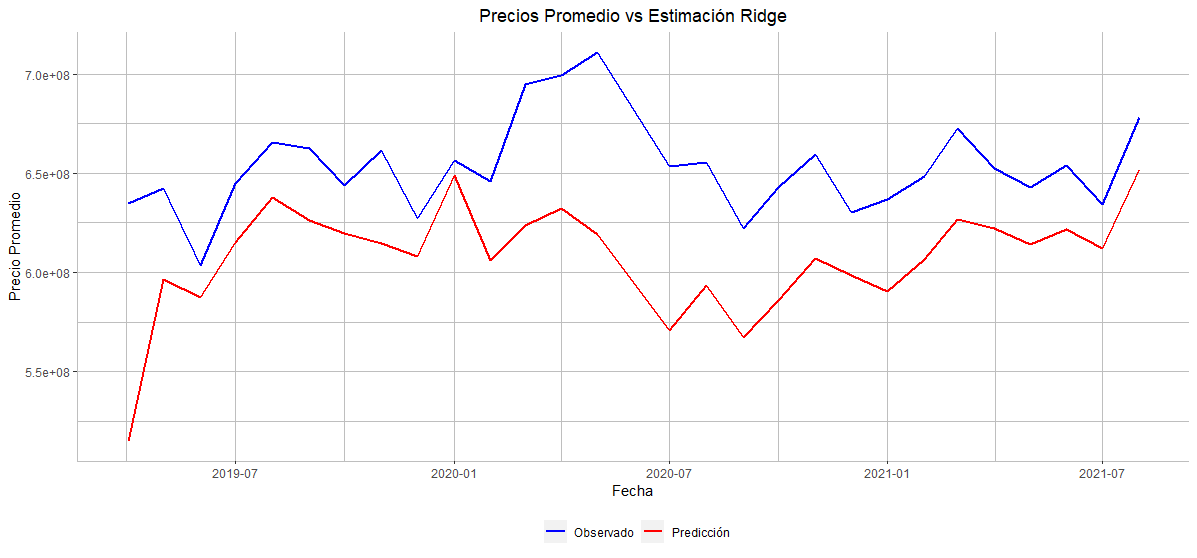 Precios Promedio vs Estimación Ridge
Precio Promedio
7.0e+08
6.5e+08
6.0e+08
5.5e+08
2019-07
2020-01
2020-07
2021-01
2021-07
Fecha
Observado
Predicción